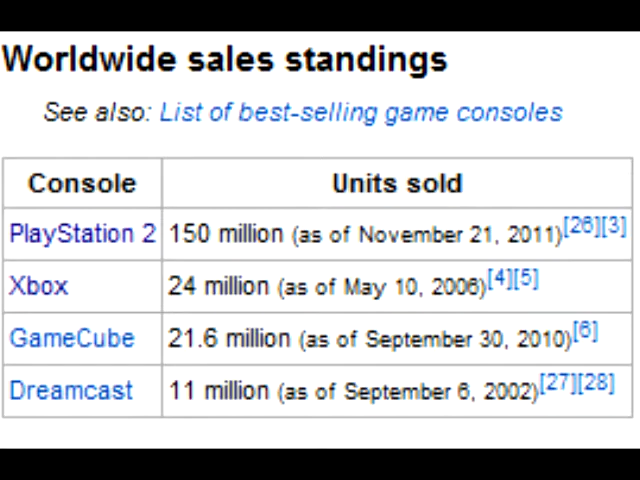 Worldwide sales standings
See also: List of best-selling game consoles
Console Units sold
PlayStation 2 150 million (as of November 21, 2011)[26][3]
Xbox 24 million (as of May 10, 2006)[4][5]
GameCube 21.6 million (as of September 30, 2010)[6]
Dreamcast 11 million (as of September 6, 2002)[27][28]